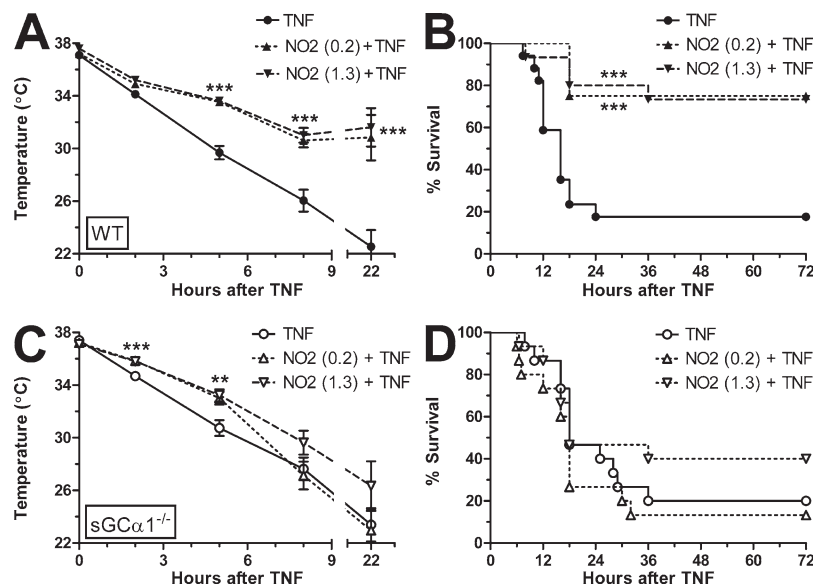 A
Temperature (°C)
38
34
30
26
22
TNF
NO2 (0.2) + TNF
NO2 (1.3) + TNF
***
***
***
WT
0 3 6 9 22
Hours after TNF
B
% Survival
100
80
60
40
20
0
TNF
NO2 (0.2) + TNF
NO2 (1.3) + TNF
***
***
0 12 24 36 48 60 72
Hours after TNF
C
Temperature (°C)
38
34
30
26
22
TNF
NO2 (0.2) + TNF
NO2 (1.3) + TNF
***
**
sGCα1-/-
0 3 6 9 22
Hours after TNF
D
% Survival
100
80
60
40
20
0
TNF
NO2 (0.2) + TNF
NO2 (1.3) + TNF
0 12 24 36 48 60 72
Hours after TNF